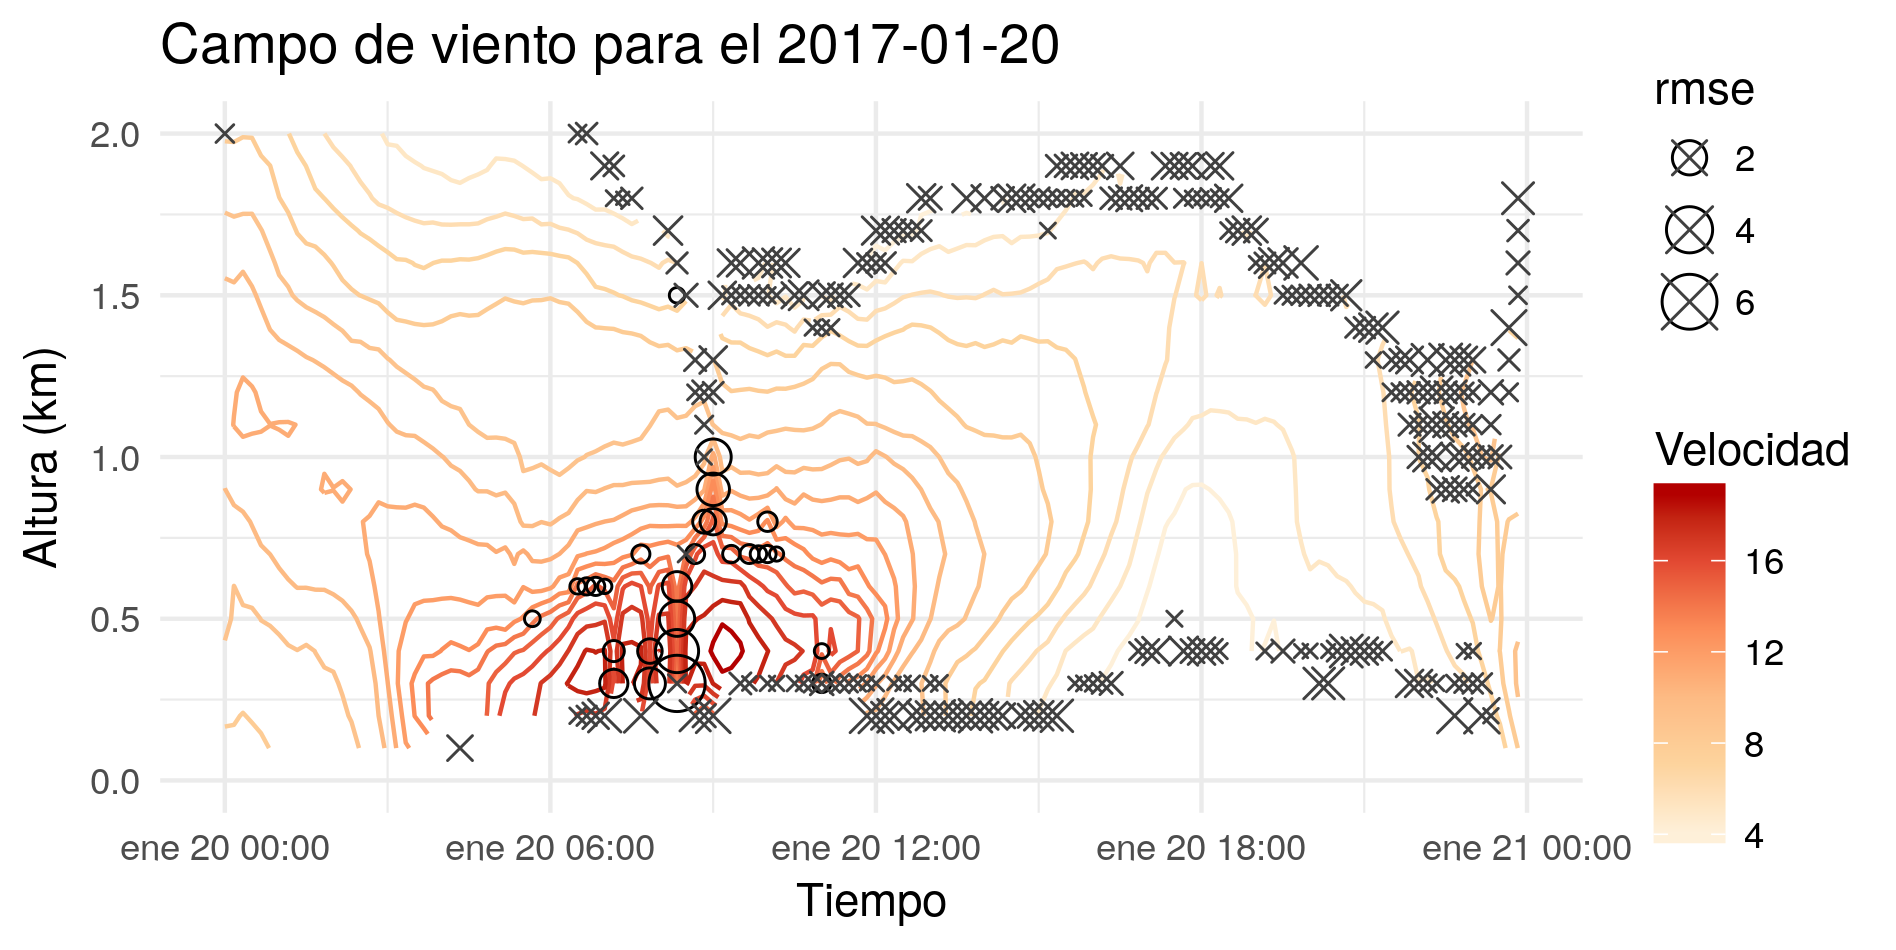 Campo de viento para el 2017-01-20
rmse
2
4
6
Velocidad
16
12
8
4
Altura (km)
2.0
1.5
1.0
0.5
0.0
ene 20 00:00
ene 20 06:00
ene 20 12:00
ene 20 18:00
ene 21 00:00
Tiempo